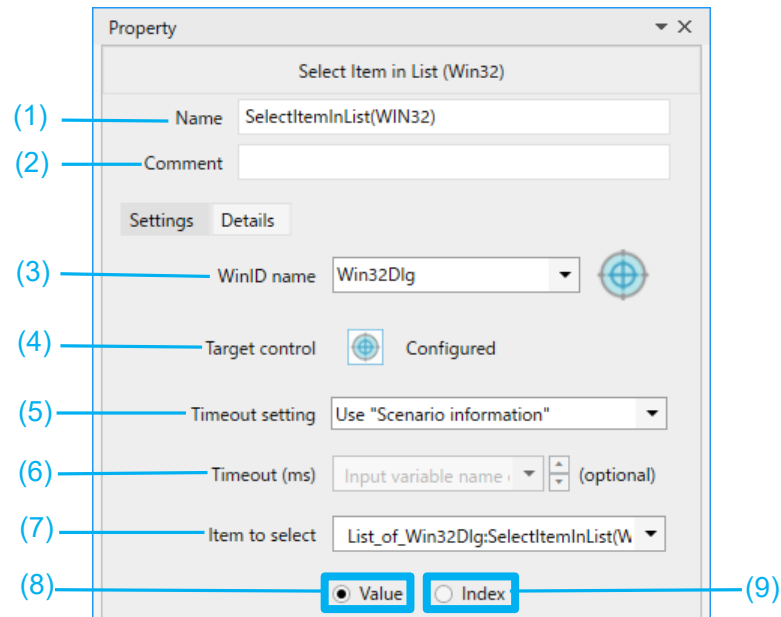 Property
Select Item in List (Win32)
(1) Name SelectItemInList(WIN32)
(2) Comment
Settings Details
(3) WinID name Win32Dlg
(4) Target control Configured
(5) Timeout setting Use "Scenario information"
(6) Timeout (ms) Input variable name (optional)
(7) Item to select List_of_Win32Dlg:SelectItemInList(W
(8) Value Index (9)